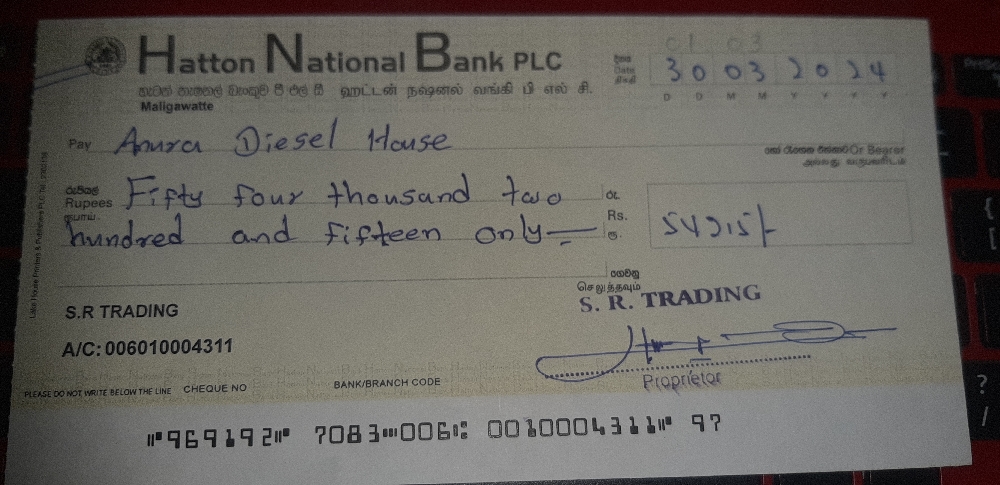 Hatton National Bank PLC
හැටන් නැෂනල් බෑංකුව පී එල් සී ஹட்டன் நஷனல் வங்கி பி எல் சி.
Maligawatte
01 03
දිනය
Date
திகதி
30 03 2024
D D M M Y Y Y Y
Pay Anura Diesel House
Or Bearer
රුපියල්
Rupees Fifty four thousand two
ரூபாய்
hundred and fifteen only
රු.
Rs. 54215/-
ரூ.
ගෙවනු
செலுத்தவும்
S. R. TRADING
S.R TRADING
A/C: 006010004311
Proprietor
PLEASE DO NOT WRITE BELOW THE LINE CHEQUE NO BANK/BRANCH CODE
969192 7083 006 0010004311 97